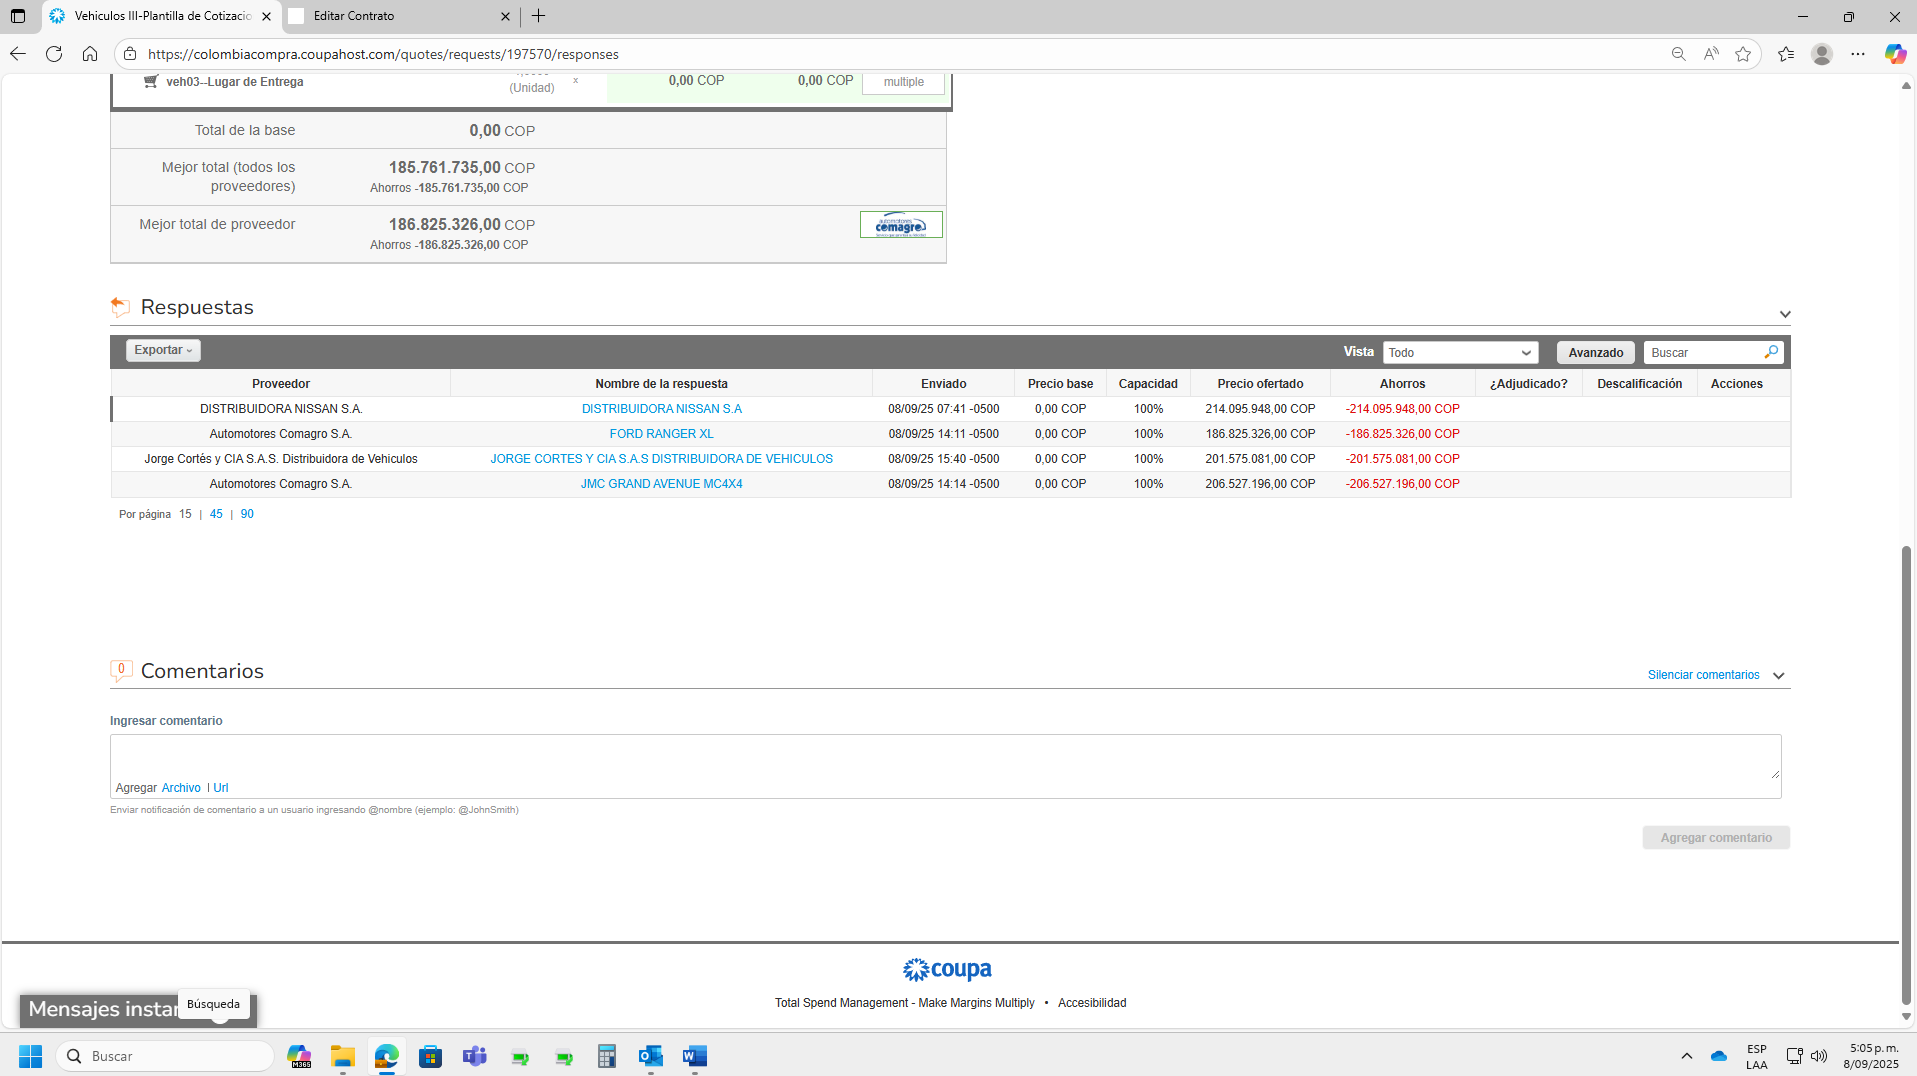 Vehiculos III-Plantilla de Cotizacio
Editar Contrato
https://colombiacompra.coupahost.com/quotes/requests/197570/responses
veh03--Lugar de Entrega
(Unidad)
x
0,00 COP
0,00 COP
multiple
Total de la base
0,00 COP
Mejor total (todos los proveedores)
185.761.735,00 COP
Ahorros -185.761.735,00 COP
Mejor total de proveedor
186.825.326,00 COP
Ahorros -186.825.326,00 COP
automotores
comagro
Respuestas
Exportar
Vista
Todo
Avanzado
Buscar
Proveedor Nombre de la respuesta Enviado Precio base Capacidad Precio ofertado Ahorros ¿Adjudicado? Descalificación Acciones
DISTRIBUIDORA NISSAN S.A. DISTRIBUIDORA NISSAN S.A 08/09/25 07:41 -0500 0,00 COP 100% 214.095.948,00 COP -214.095.948,00 COP
Automotores Comagro S.A. FORD RANGER XL 08/09/25 14:11 -0500 0,00 COP 100% 186.825.326,00 COP -186.825.326,00 COP
Jorge Cortés y CIA S.A.S. Distribuidora de Vehiculos JORGE CORTES Y CIA S.A.S DISTRIBUIDORA DE VEHICULOS 08/09/25 15:40 -0500 0,00 COP 100% 201.575.081,00 COP -201.575.081,00 COP
Automotores Comagro S.A. JMC GRAND AVENUE MC4X4 08/09/25 14:14 -0500 0,00 COP 100% 206.527.196,00 COP -206.527.196,00 COP
Por página 15 | 45 | 90
0
Comentarios
Silenciar comentarios
Ingresar comentario
Agregar Archivo | Url
Enviar notificación de comentario a un usuario ingresando @nombre (ejemplo: @JohnSmith)
Agregar comentario
coupa
Total Spend Management - Make Margins Multiply • Accesibilidad
Mensajes instar
Búsqueda
Buscar
M365
ESP
LAA
5:05 p. m.
8/09/2025